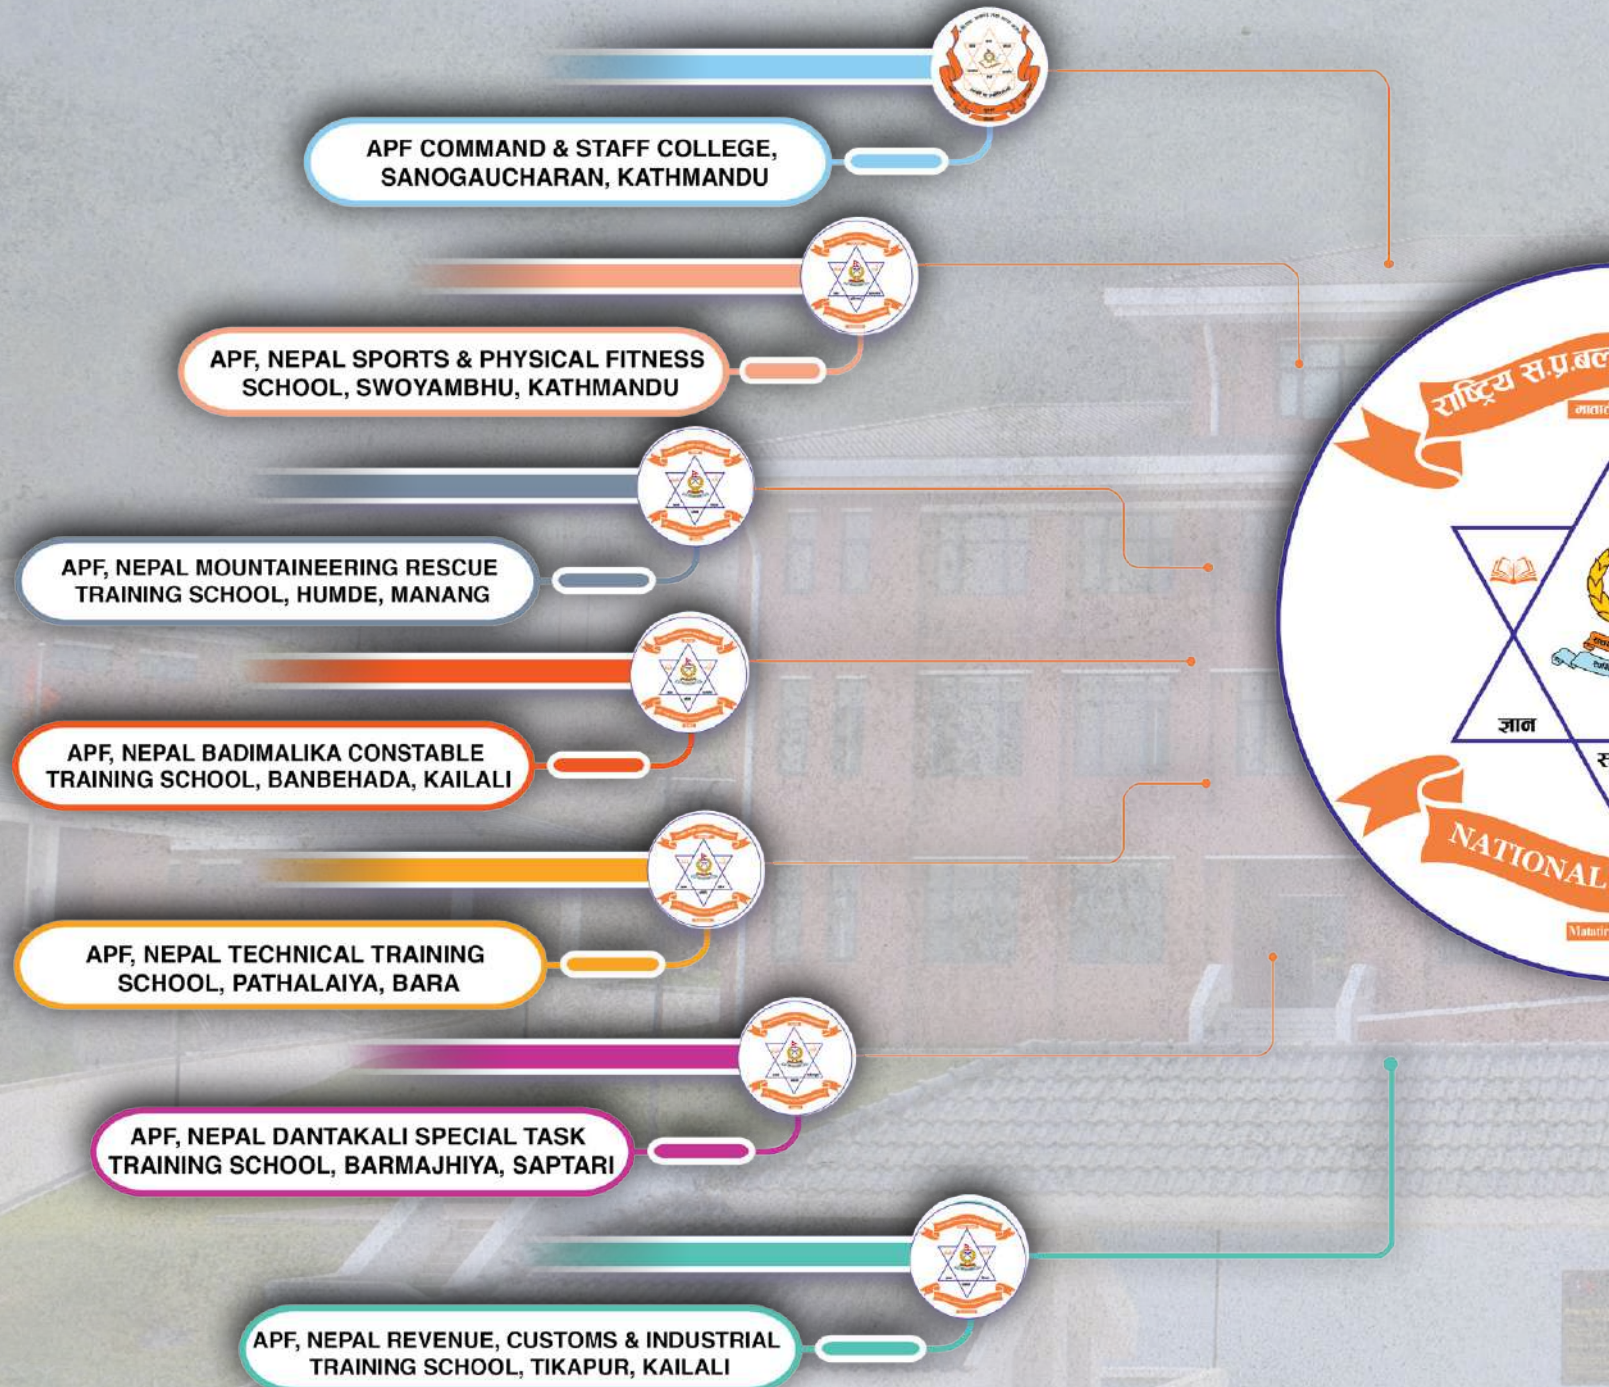 APF COMMAND & STAFF COLLEGE,
SANOGAUCHARAN, KATHMANDU
APF, NEPAL SPORTS & PHYSICAL FITNESS
SCHOOL, SWOYAMBHU, KATHMANDU
APF, NEPAL MOUNTAINEERING RESCUE
TRAINING SCHOOL, HUMDE, MANANG
APF, NEPAL BADIMALIKA CONSTABLE
TRAINING SCHOOL, BANBEHADA, KAILALI
APF, NEPAL TECHNICAL TRAINING
SCHOOL, PATHALAIYA, BARA
APF, NEPAL DANTAKALI SPECIAL TASK
TRAINING SCHOOL, BARMAJHIYA, SAPTARI
APF, NEPAL REVENUE, CUSTOMS & INDUSTRIAL
TRAINING SCHOOL, TIKAPUR, KAILALI
राष्ट्रिय स.प्र.बल
ज्ञान
NATIONAL